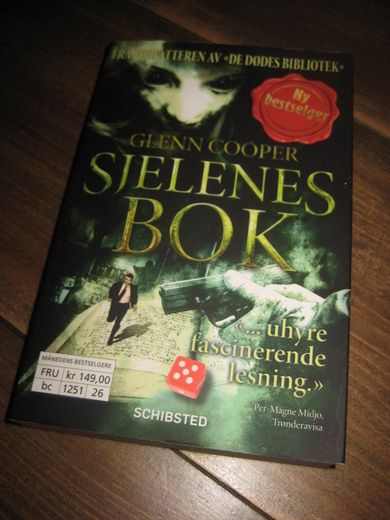 FRA FORFATTEREN AV «DE DØDES BIBLIOTEK»
Ny
bestselger
GLENN COOPER
SJELENES
BOK
«... uhyre
fascinerende
lesning.»
Per-Magne Midjo,
Trønderavisa
MÅNEDENS BESTSELGERE
FRU kr 149,00
bc 1251 26
SCHIBSTED